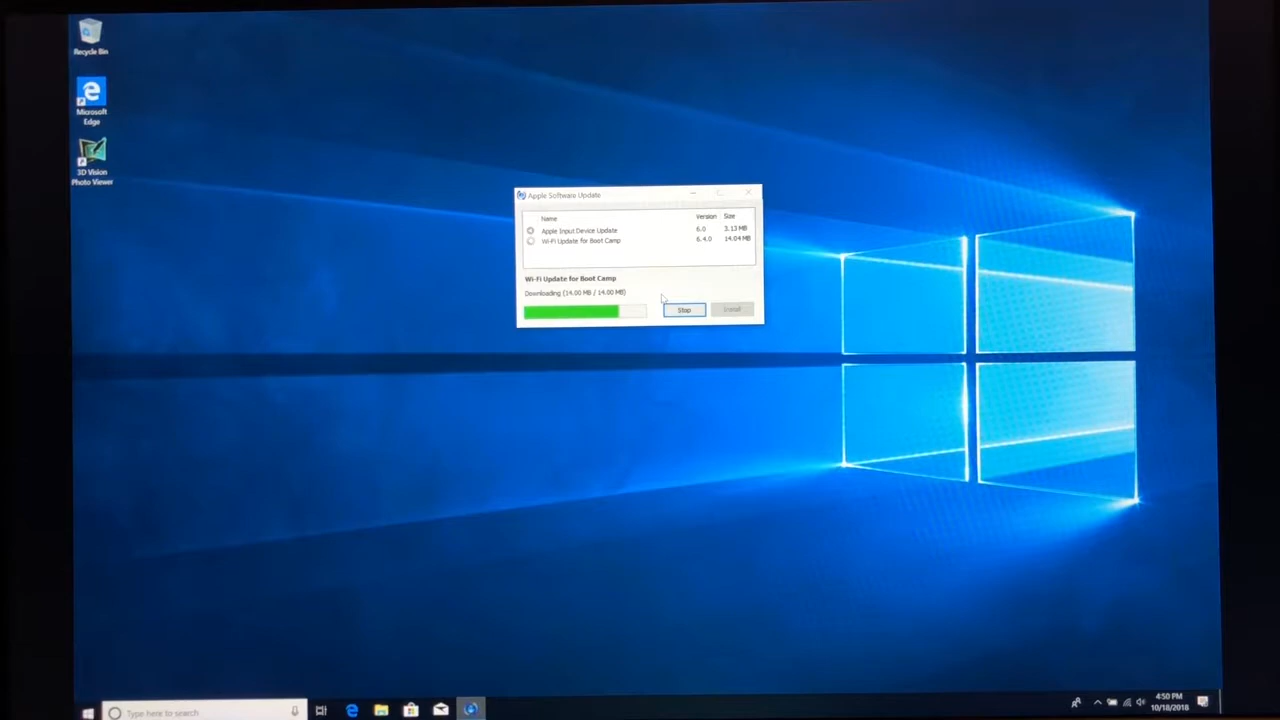 Recycle Bin
Microsoft
Edge
3D Vision
Photo Viewer
Apple Software Update
Name Version Size
Apple Input Device Update 6.0 3.13 MB
Wi-Fi Update for Boot Camp 6.4.0 14.04 MB
Wi-Fi Update for Boot Camp
Downloading (14.00 MB / 14.00 MB)
Stop Install
Type here to search
4:50 PM
10/18/2018